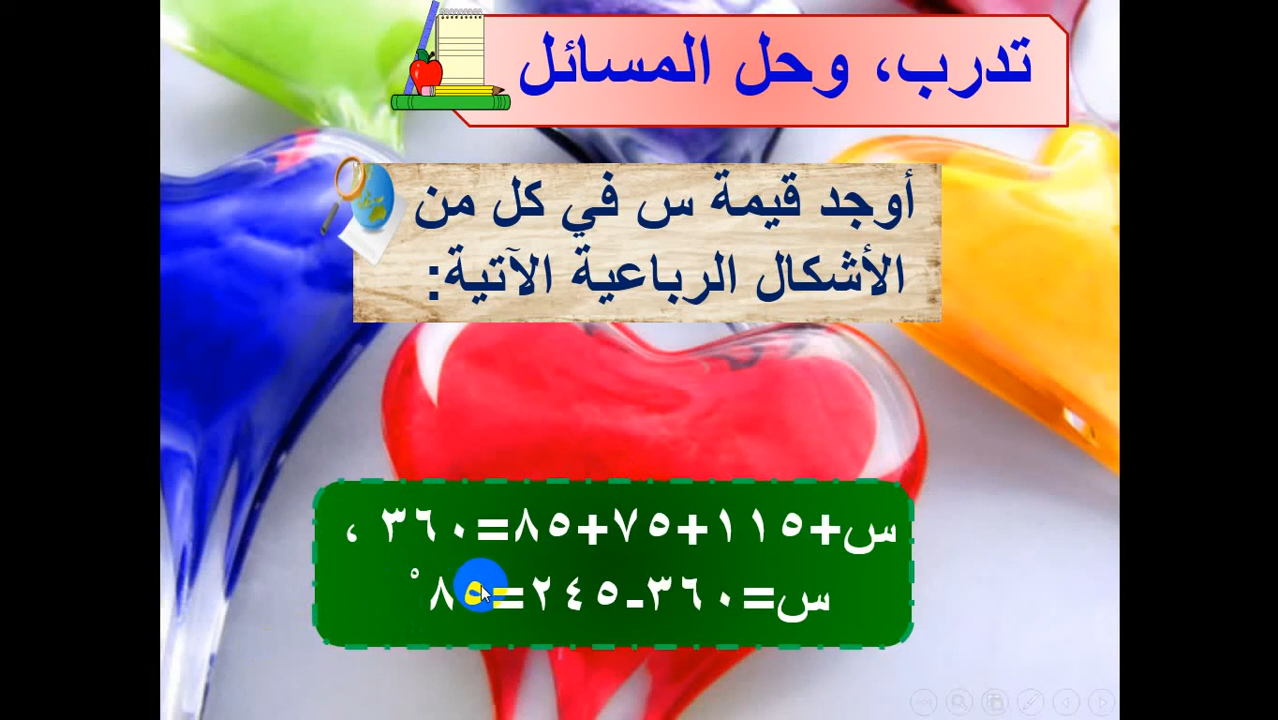 تدرب، وحل المسائل
أوجد قيمة س في كل من
الأشكال الرباعية الآتية:
س+١١٥+٧٥+٨٥=٣٦٠ ،
س=٣٦٠-٢٤٥=٨٥°